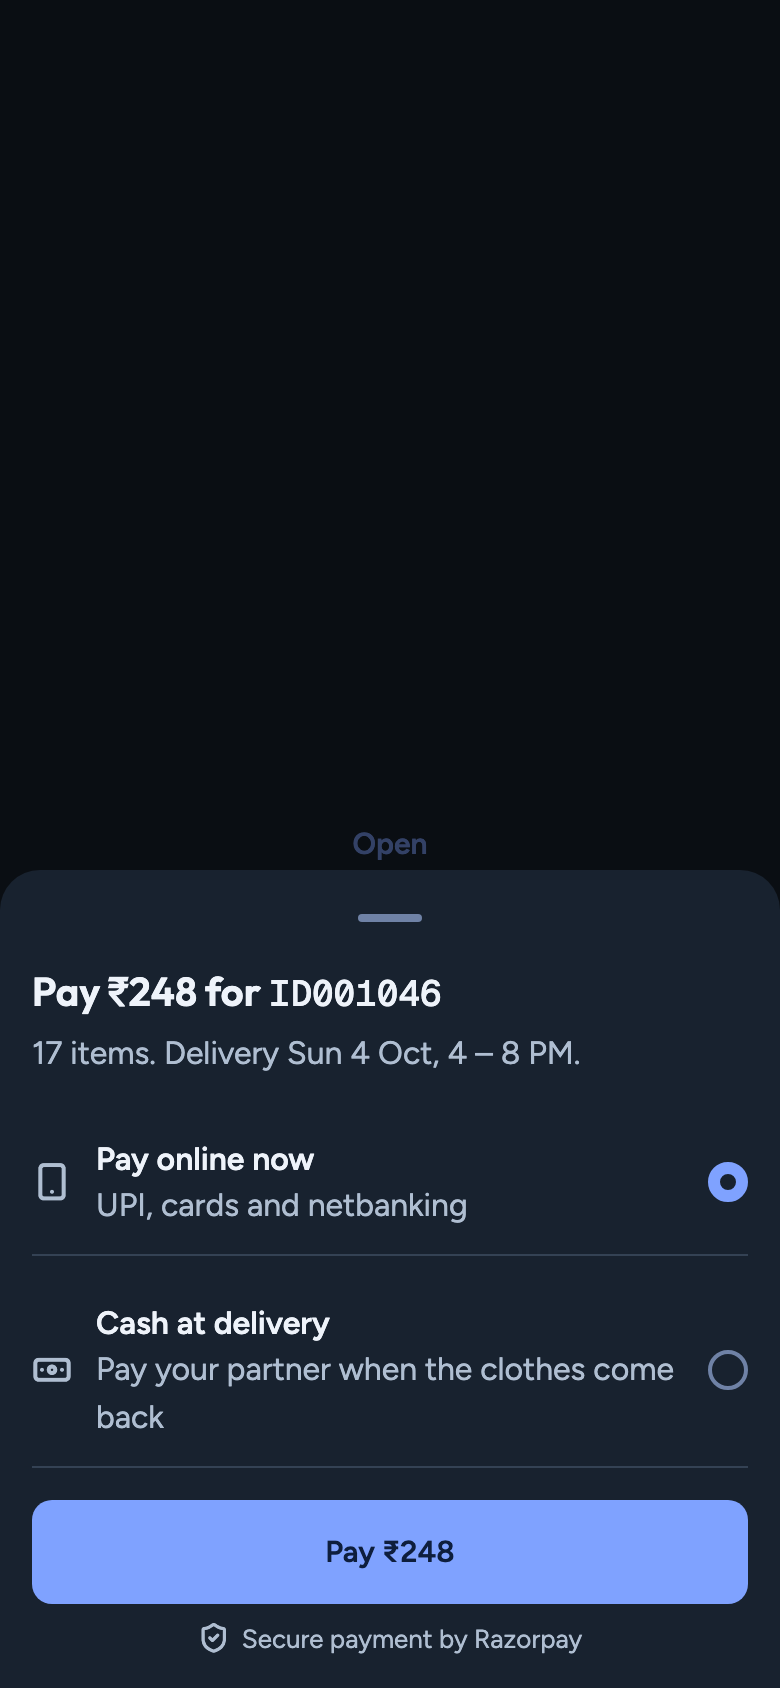 Open
Pay ₹248 for ID001046
17 items. Delivery Sun 4 Oct, 4 – 8 PM.
Pay online now
UPI, cards and netbanking
Cash at delivery
Pay your partner when the clothes come
back
Pay ₹248
Secure payment by Razorpay